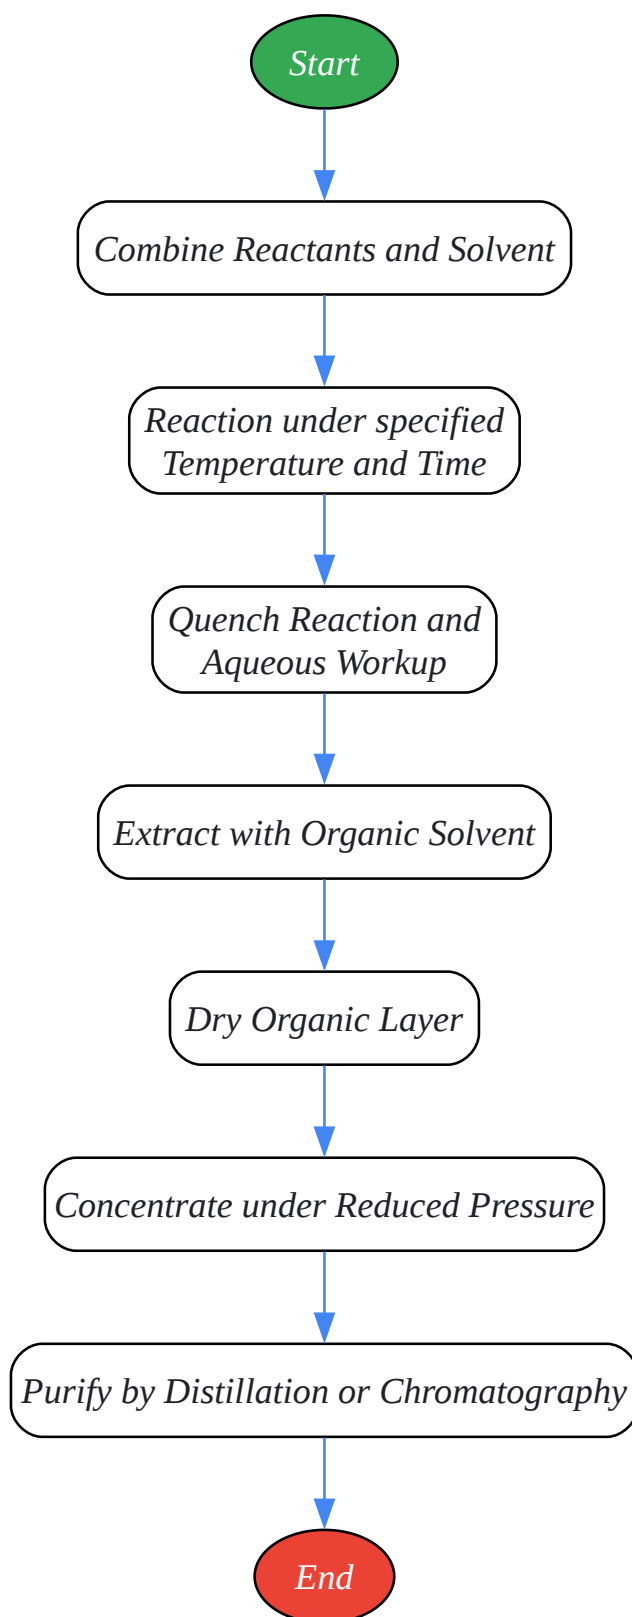 Start
Combine Reactants and Solvent
Reaction under specified
Temperature and Time
Quench Reaction and
Aqueous Workup
Extract with Organic Solvent
Dry Organic Layer
Concentrate under Reduced Pressure
Purify by Distillation or Chromatography
End